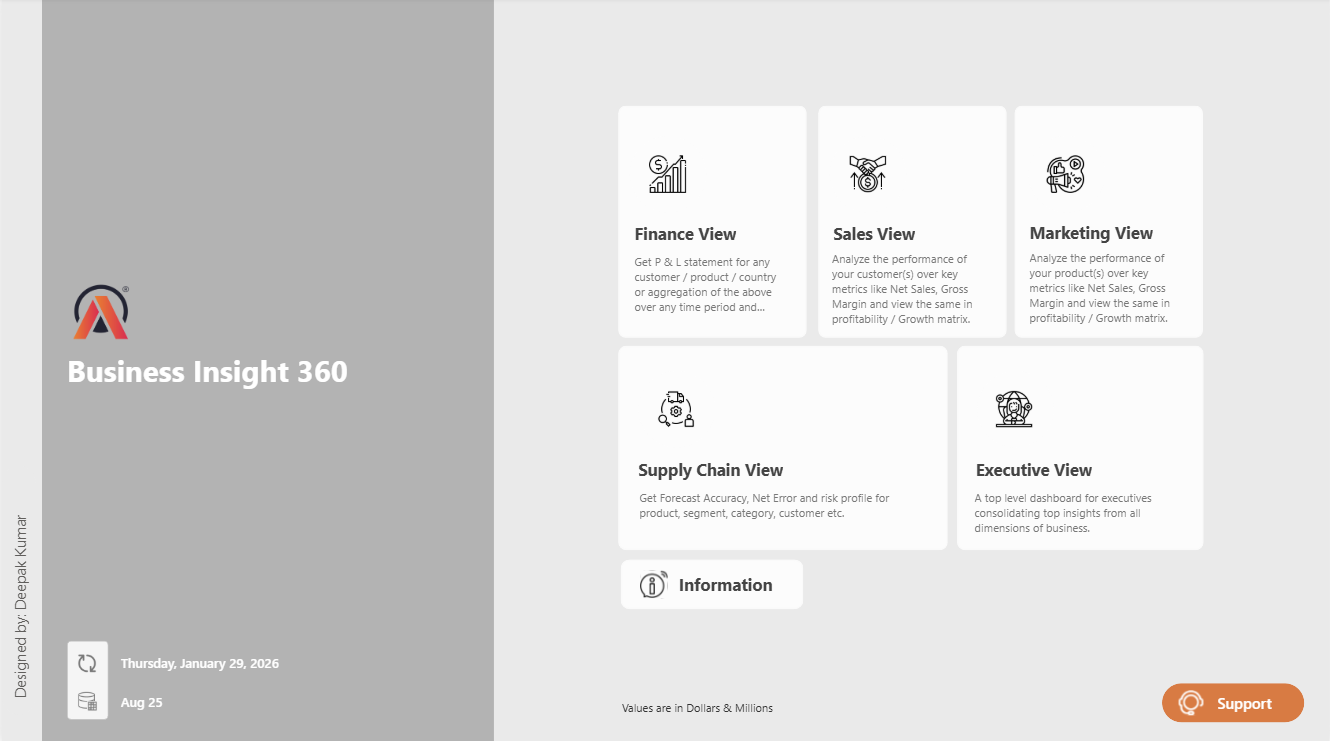 Business Insight 360
Designed by: Deepak Kumar
Thursday, January 29, 2026
Aug 25
Finance View
Get P & L statement for any
customer / product / country
or aggregation of the above
over any time period and...
Sales View
Analyze the performance of
your customer(s) over key
metrics like Net Sales, Gross
Margin and view the same in
profitability / Growth matrix.
Marketing View
Analyze the performance of
your product(s) over key
metrics like Net Sales, Gross
Margin and view the same in
profitability / Growth matrix.
Supply Chain View
Get Forecast Accuracy, Net Error and risk profile for
product, segment, category, customer etc.
Executive View
A top level dashboard for executives
consolidating top insights from all
dimensions of business.
Information
Values are in Dollars & Millions
Support